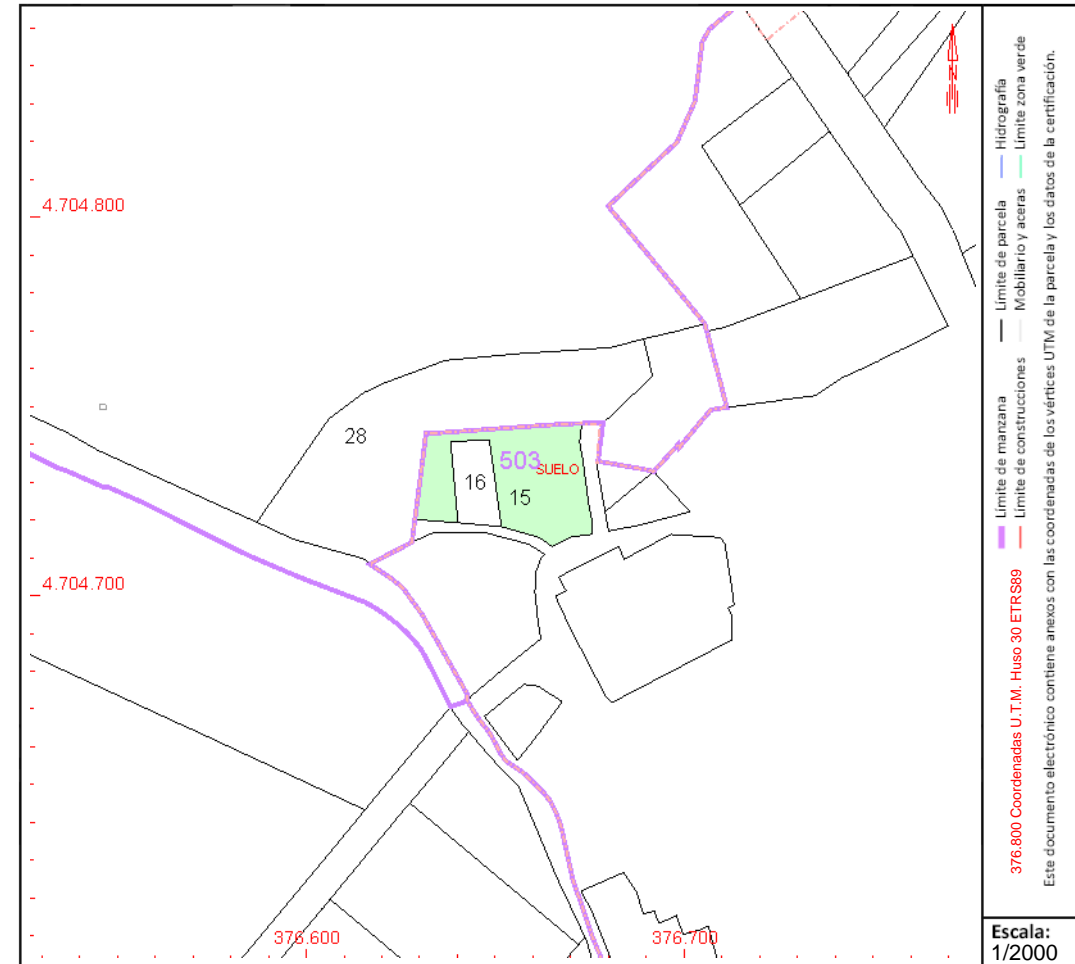 4.704.800
28
503
SUELO
16
15
4.704.700
376.600
376.700
Límite de manzana
Límite de parcela
Hidrografía
Límite de construcciones
Mobiliario y aceras
Límite zona verde
376.800 Coordenadas U.T.M. Huso 30 ETRS89
Este documento electrónico contiene anexos con las coordenadas de los vértices UTM de la parcela y los datos de la certificación.
Escala:
1/2000